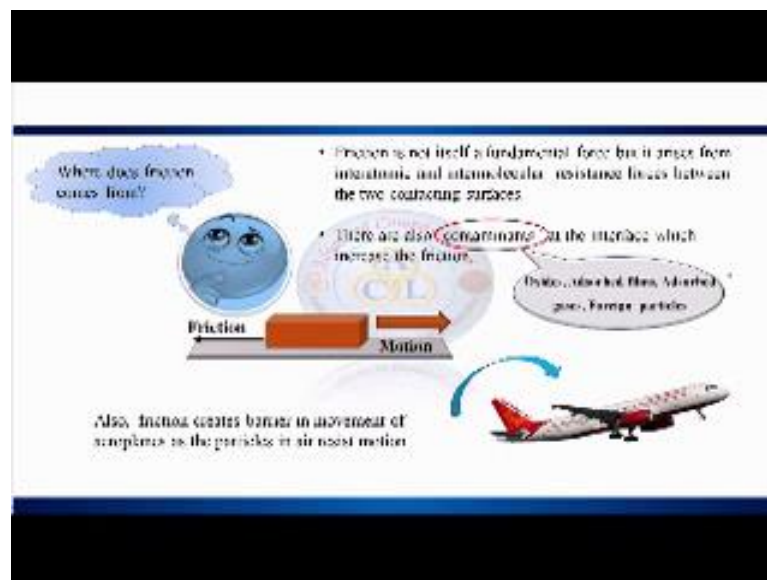 Where does friction
comes from?
• Friction is not itself a fundamental force but it arises from
interatomic and intermolecular resistance forces between
the two contacting surfaces
• There are also contaminants at the interface which
increase the friction.
Oxides, Adsorbed films, Adsorbed
gases, Foreign particles
C L
Friction
Motion
Also, friction creates barrier in movement of
aeroplanes as the particles in air resist motion